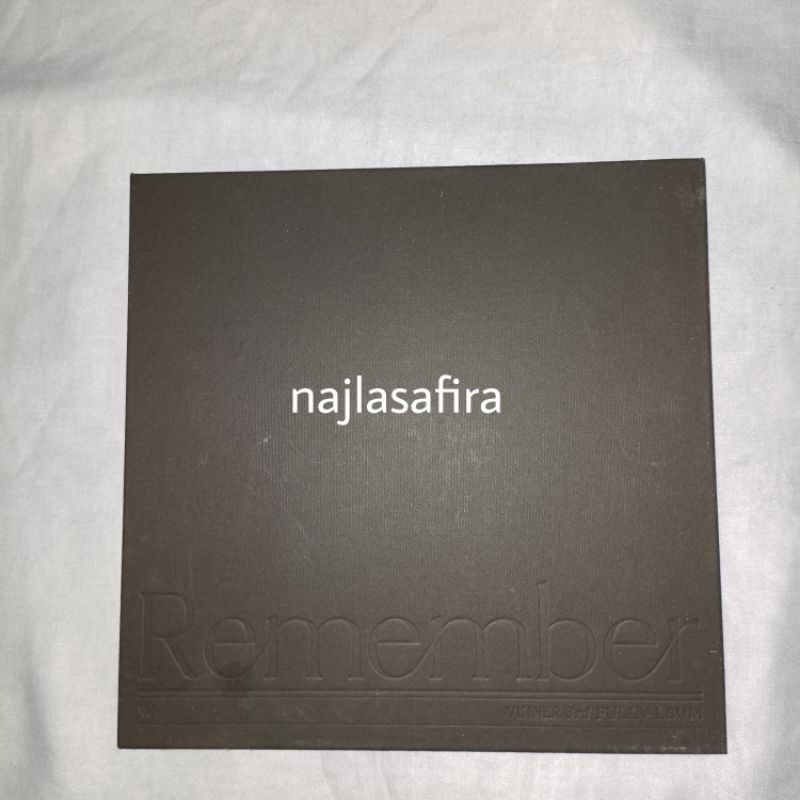 najlasafira
Remember
WINNER 3rd FULL ALBUM